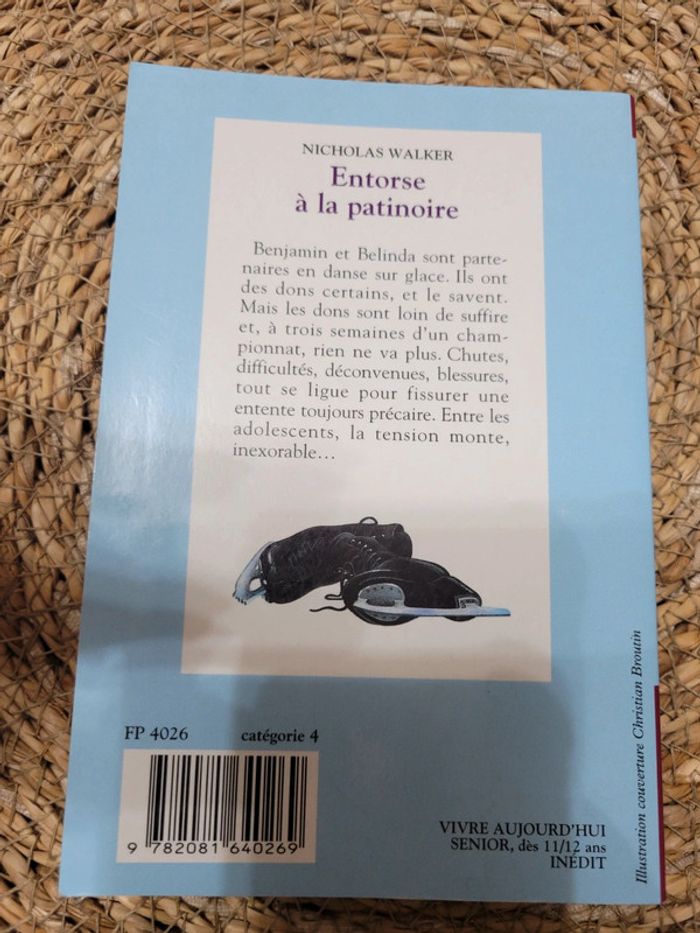 NICHOLAS WALKER
Entorse
à la patinoire
Benjamin et Belinda sont parte-
naires en danse sur glace. Ils ont
des dons certains, et le savent.
Mais les dons sont loin de suffire
et, à trois semaines d'un cham-
pionnat, rien ne va plus. Chutes,
difficultés, déconvenues, blessures,
tout se ligue pour fissurer une
entente toujours précaire. Entre les
adolescents, la tension monte,
inexorable...
FP 4026 catégorie 4
9 782081 640269
VIVRE AUJOURD'HUI
SENIOR, dès 11/12 ans
INÉDIT
Illustration couverture Christian Broutin